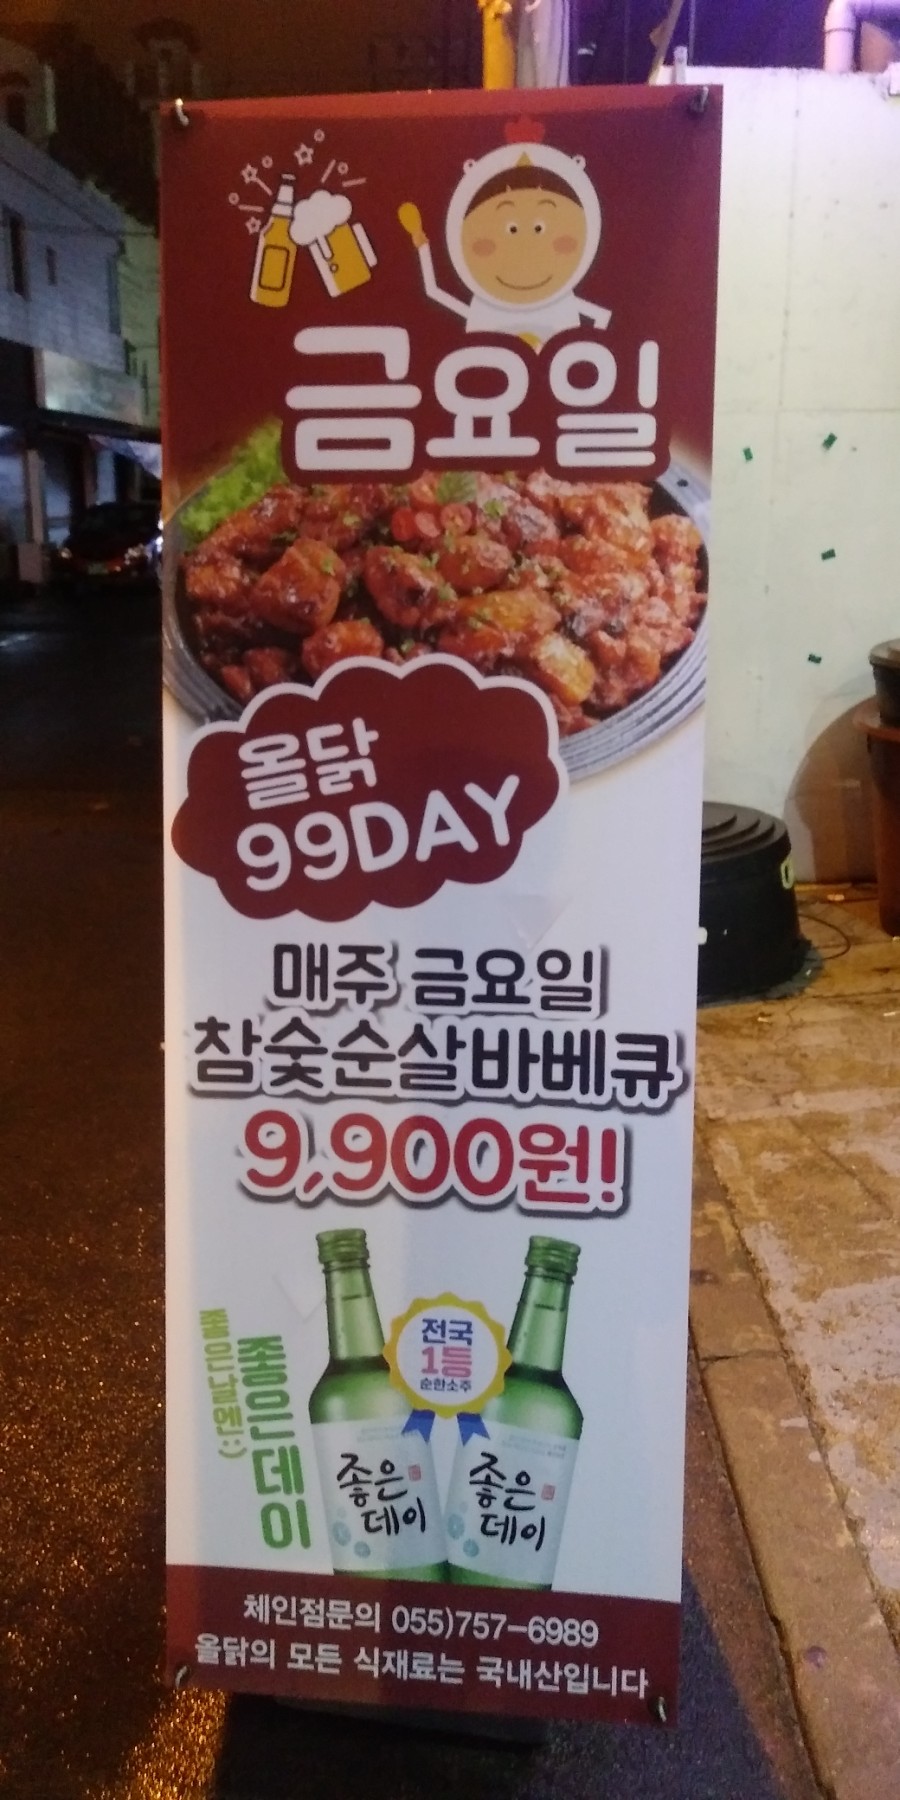 금요일
올닭
99DAY
매주 금요일
참숯순살바베큐
9,900원!
전국
1등
순한소주
좋은날엔(:
좋은데이
좋은
데이
좋은
데이
체인점문의 055)757-6989
올닭의 모든 식재료는 국내산입니다